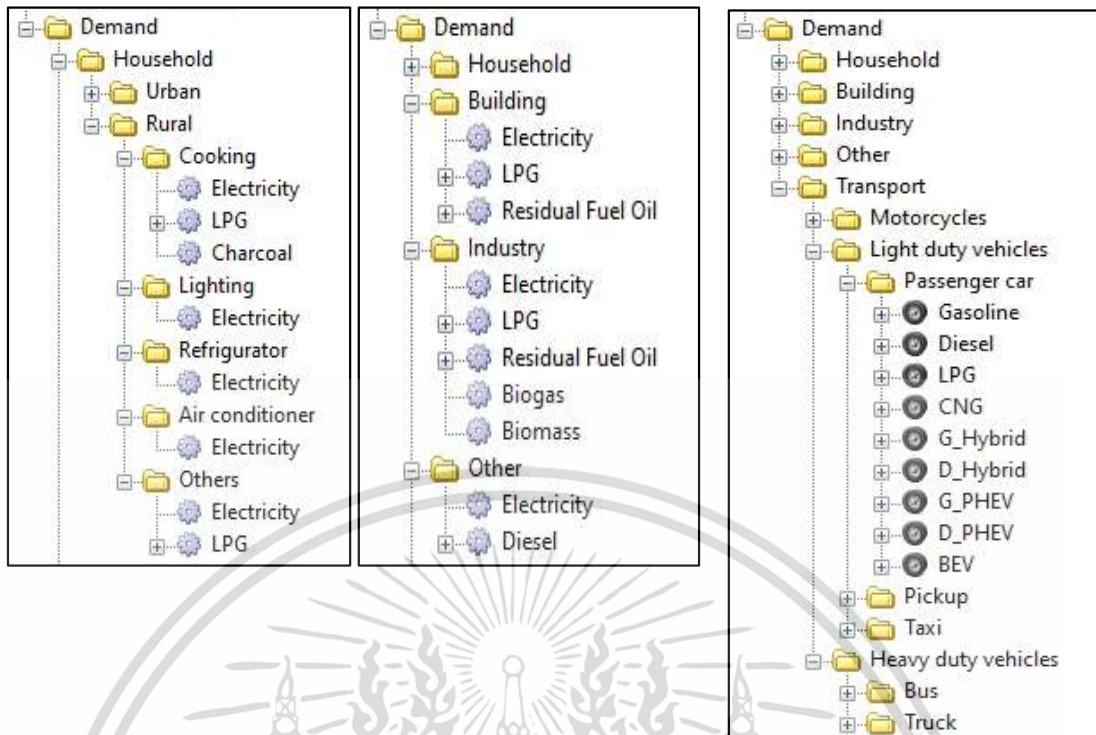 Demand
Household
Urban
Rural
Cooking
Electricity
LPG
Charcoal
Lighting
Electricity
Refrigurator
Electricity
Air conditioner
Electricity
Others
Electricity
LPG
Demand
Household
Building
Electricity
LPG
Residual Fuel Oil
Industry
Electricity
LPG
Residual Fuel Oil
Biogas
Biomass
Other
Electricity
Diesel
Demand
Household
Building
Industry
Other
Transport
Motorcycles
Light duty vehicles
Passenger car
Gasoline
Diesel
LPG
CNG
G_Hybrid
D_Hybrid
G_PHEV
D_PHEV
BEV
Pickup
Taxi
Heavy duty vehicles
Bus
Truck